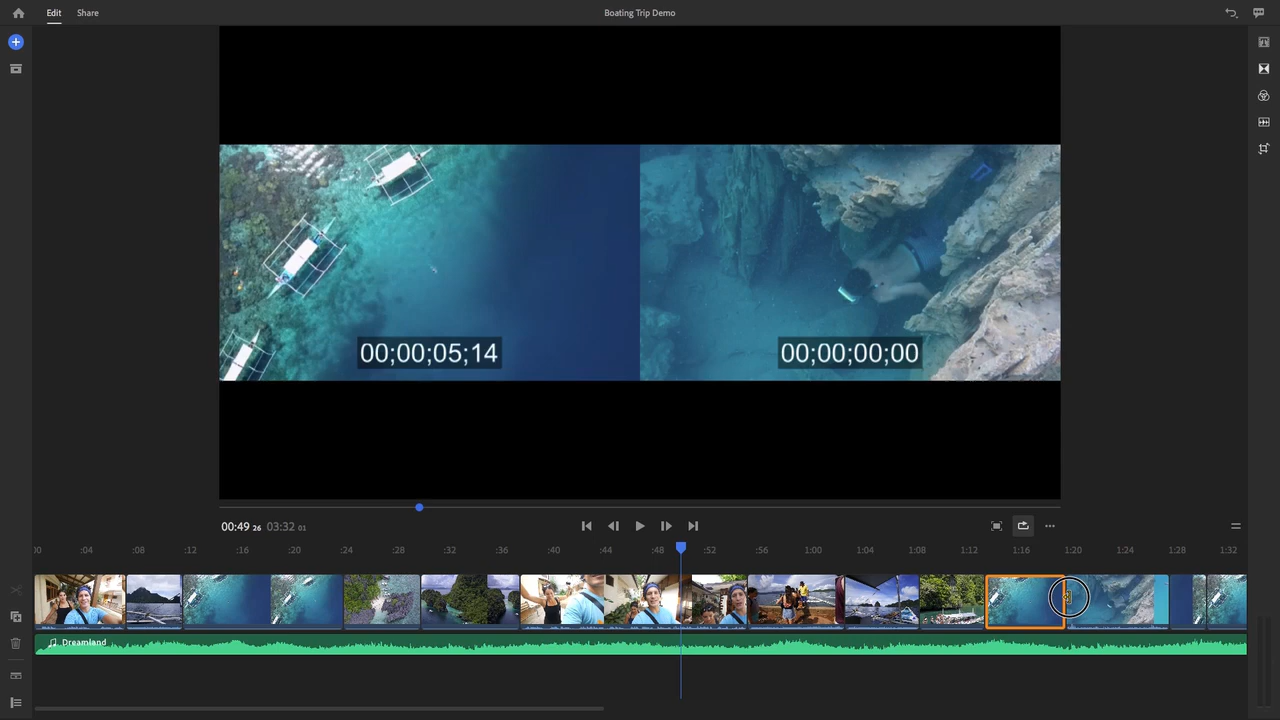 Edit Share Boating Trip Demo
00;00;05;14 00;00;00;00
00:49 26 03:32 01
:00 :04 :08 :12 :16 :20 :24 :28 :32 :36 :40 :44 :48 :52 :56 1:00 1:04 1:08 1:12 1:16 1:20 1:24 1:28 1:32
Dreamland